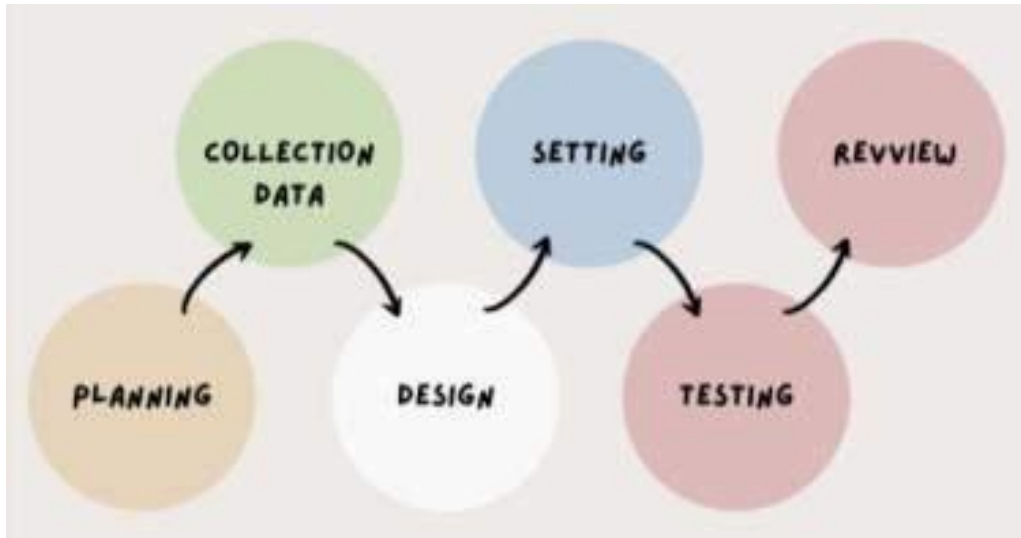 PLANNING
COLLECTION
DATA
DESIGN
SETTING
TESTING
REVVIEW